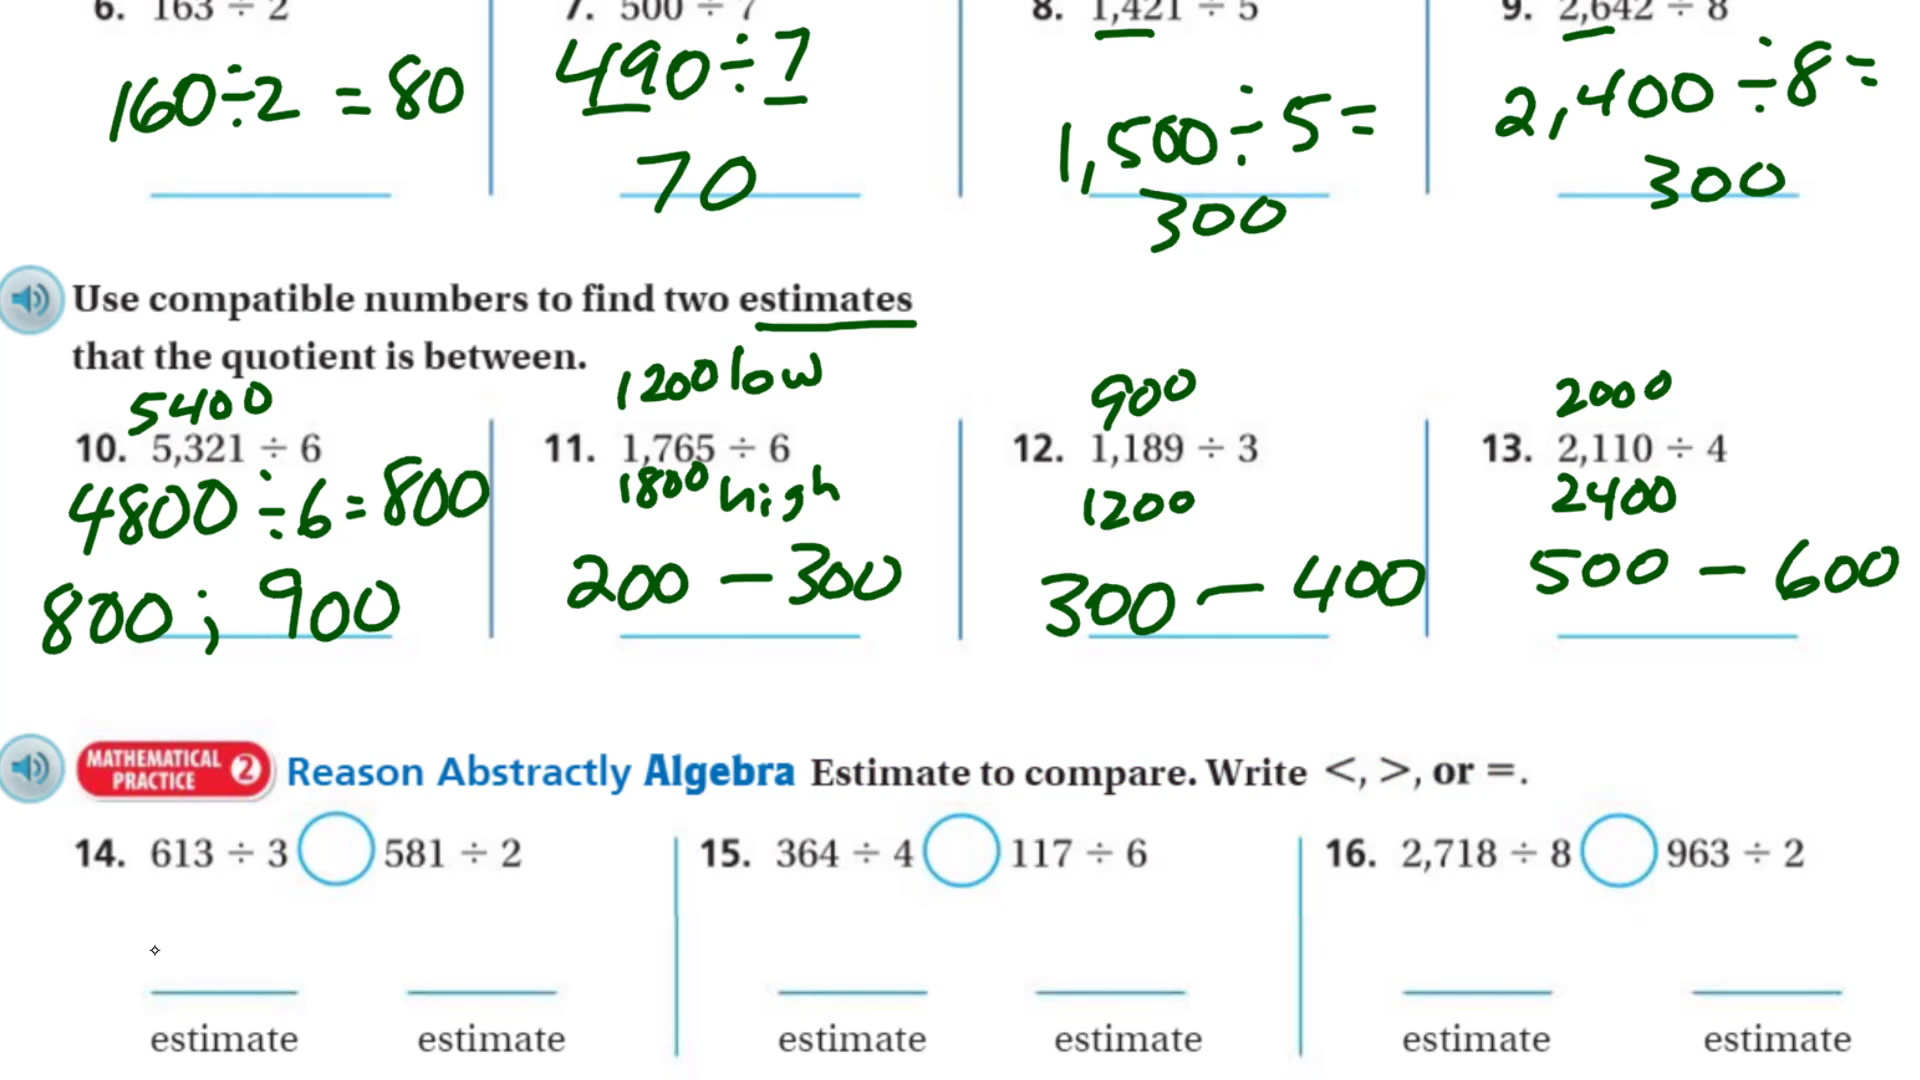 6. 163 ÷ 2
7. 500 ÷ 7
8. 1,421 ÷ 5
9. 2,642 ÷ 8
160÷2 = 80
490÷7
70
1,500÷5=
300
2,400÷8=
300
Use compatible numbers to find two estimates
that the quotient is between.
5400
10. 5,321 ÷ 6
4800÷6=800
800; 900
1200 low
11. 1,765 ÷ 6
1800 high
200 – 300
900
12. 1,189 ÷ 3
1200
300 – 400
2000
13. 2,110 ÷ 4
2400
500 – 600
MATHEMATICAL
PRACTICE 2
Reason Abstractly Algebra Estimate to compare. Write <, >, or =.
14. 613 ÷ 3 581 ÷ 2
15. 364 ÷ 4 117 ÷ 6
16. 2,718 ÷ 8 963 ÷ 2
estimate estimate
estimate estimate
estimate estimate